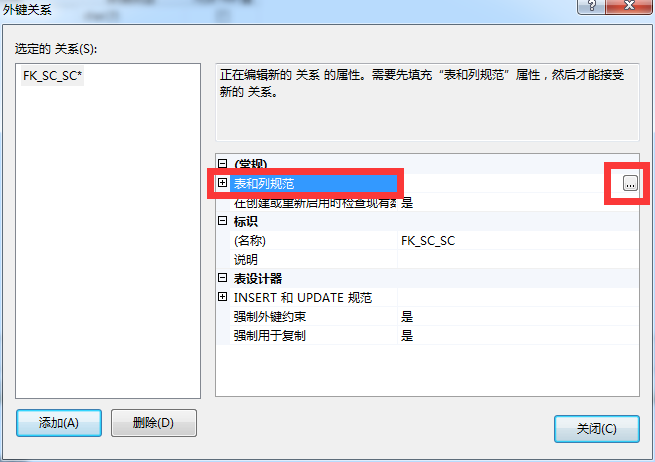 外键关系
选定的 关系(S):
FK_SC_SC*
正在编辑新的 关系 的属性。需要先填充“表和列规范”属性，然后才能接受
新的 关系。
(常规)
表和列规范
...
在创建或重新启用时检查现有 是
标识
(名称) FK_SC_SC
说明
表设计器
INSERT 和 UPDATE 规范
强制外键约束 是
强制用于复制 是
添加(A) 删除(D) 关闭(C)